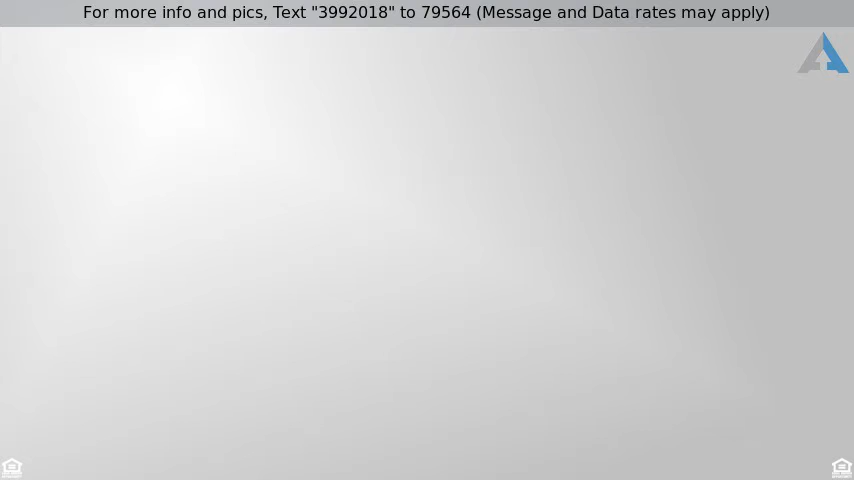 For more info and pics, Text "3992018" to 79564 (Message and Data rates may apply)